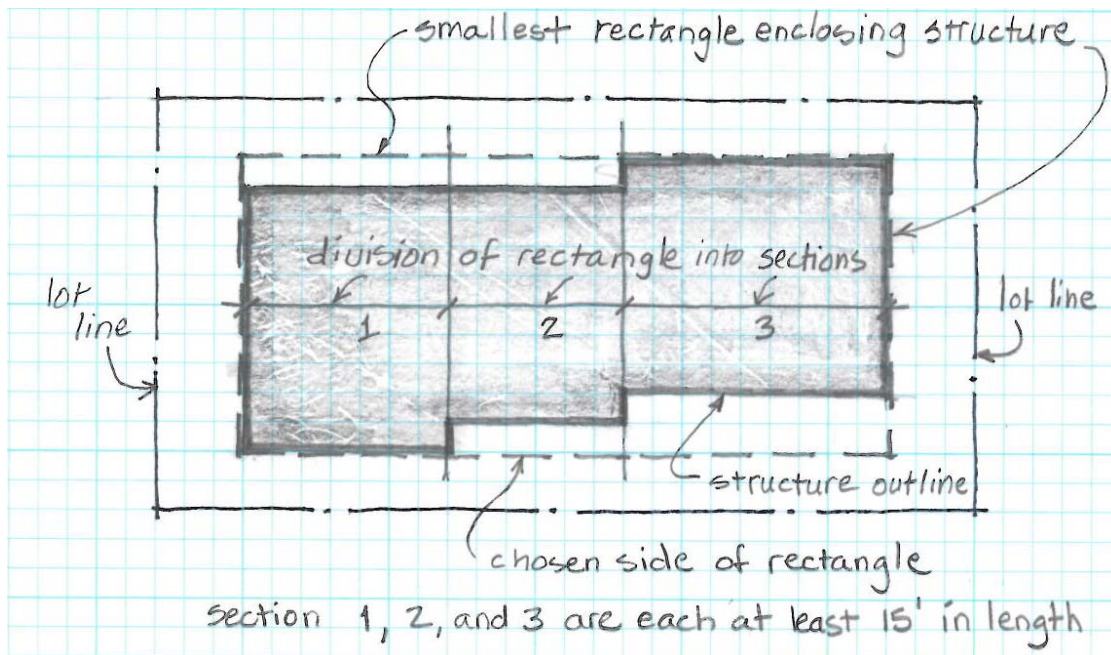 smallest rectangle enclosing structure
division of rectangle into sections
lot
line
lot line
1
2
3
structure outline
chosen side of rectangle
section 1, 2, and 3 are each at least 15' in length